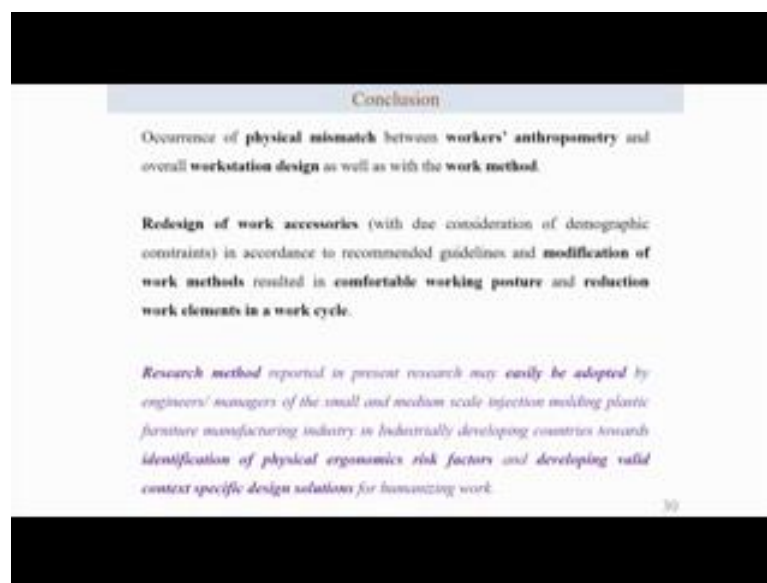 Conclusion
Occurrence of physical mismatch between workers' anthropometry and
overall workstation design as well as with the work method.
Redesign of work accessories (with due consideration of demographic
constraints) in accordance to recommended guidelines and modification of
work methods resulted in comfortable working posture and reduction
work elements in a work cycle.
Research method reported in present research may easily be adopted by
engineers/ managers of the small and medium scale injection molding plastic
furniture manufacturing industry in Industrially developing countries towards
identification of physical ergonomics risk factors and developing valid
context specific design solutions for humanizing work.
30